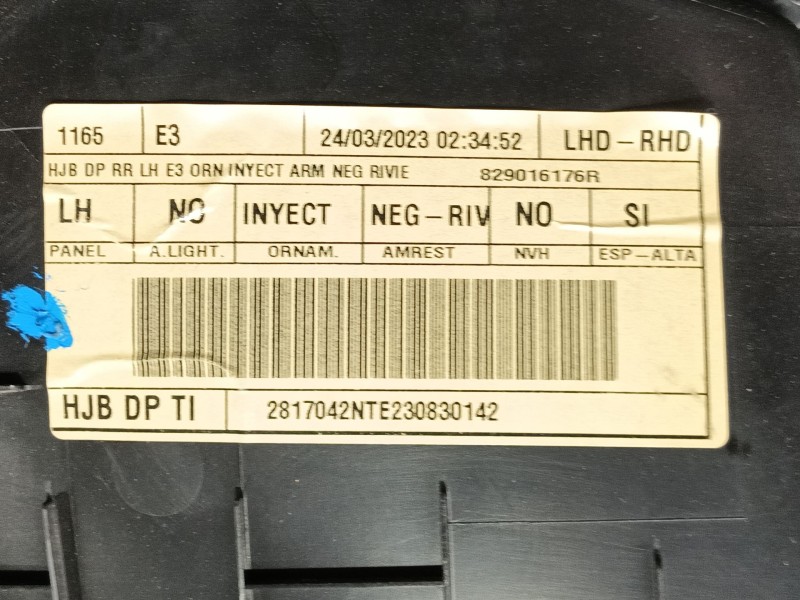 1165 E3 24/03/2023 02:34:52 LHD-RHD
HJB DP RR LH E3 ORN INYECT ARM NEG RIVIE 829016176R
LH NO INYECT NEG-RIV NO SI
PANEL A.LIGHT. ORNAM. AMREST NVH ESP-ALTA
HJB DP TI 2817042NTE230830142